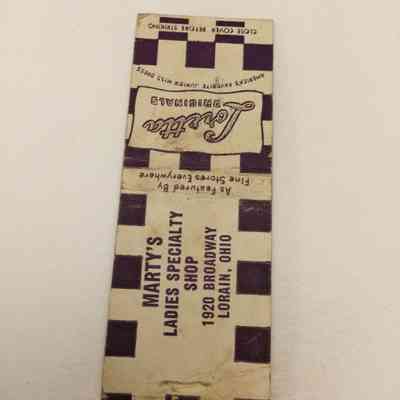 CLOSE COVER BEFORE STRIKING
AMERICA'S FAVORITE JUNIOR MISS DRESS
Loretta
ORIGINALS
As Featured By
Fine Stores Everywhere
MARTY'S
LADIES SPECIALTY
SHOP
1920 BROADWAY
LORAIN, OHIO